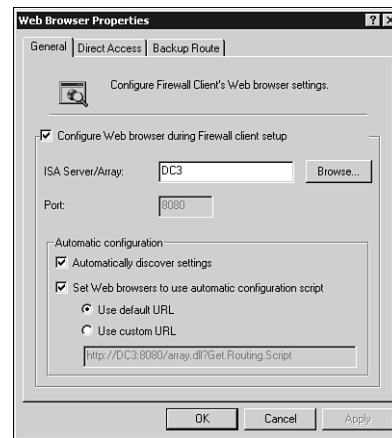 Web Browser Properties
General Direct Access Backup Route
Configure Firewall Client's Web browser settings.
Configure Web browser during Firewall client setup
ISA Server/Array: DC3 Browse...
Port: 8080
Automatic configuration
Automatically discover settings
Set Web browsers to use automatic configuration script
Use default URL
Use custom URL
http://DC3:8080/array.dll?Get.Routing.Script
OK Cancel Apply